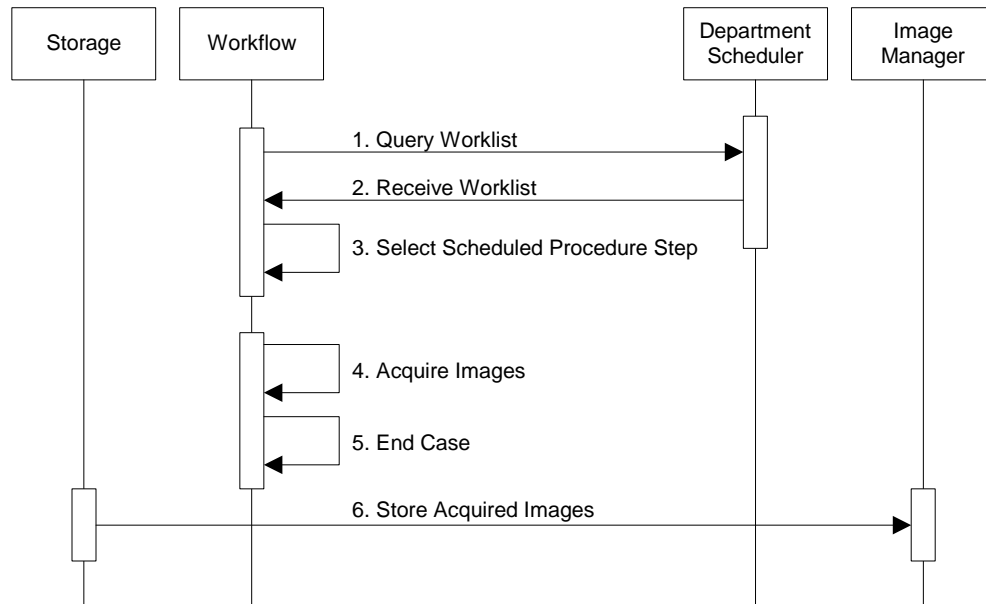 Storage
Workflow
Department
Scheduler
Image
Manager
1. Query Worklist
2. Receive Worklist
3. Select Scheduled Procedure Step
4. Acquire Images
5. End Case
6. Store Acquired Images